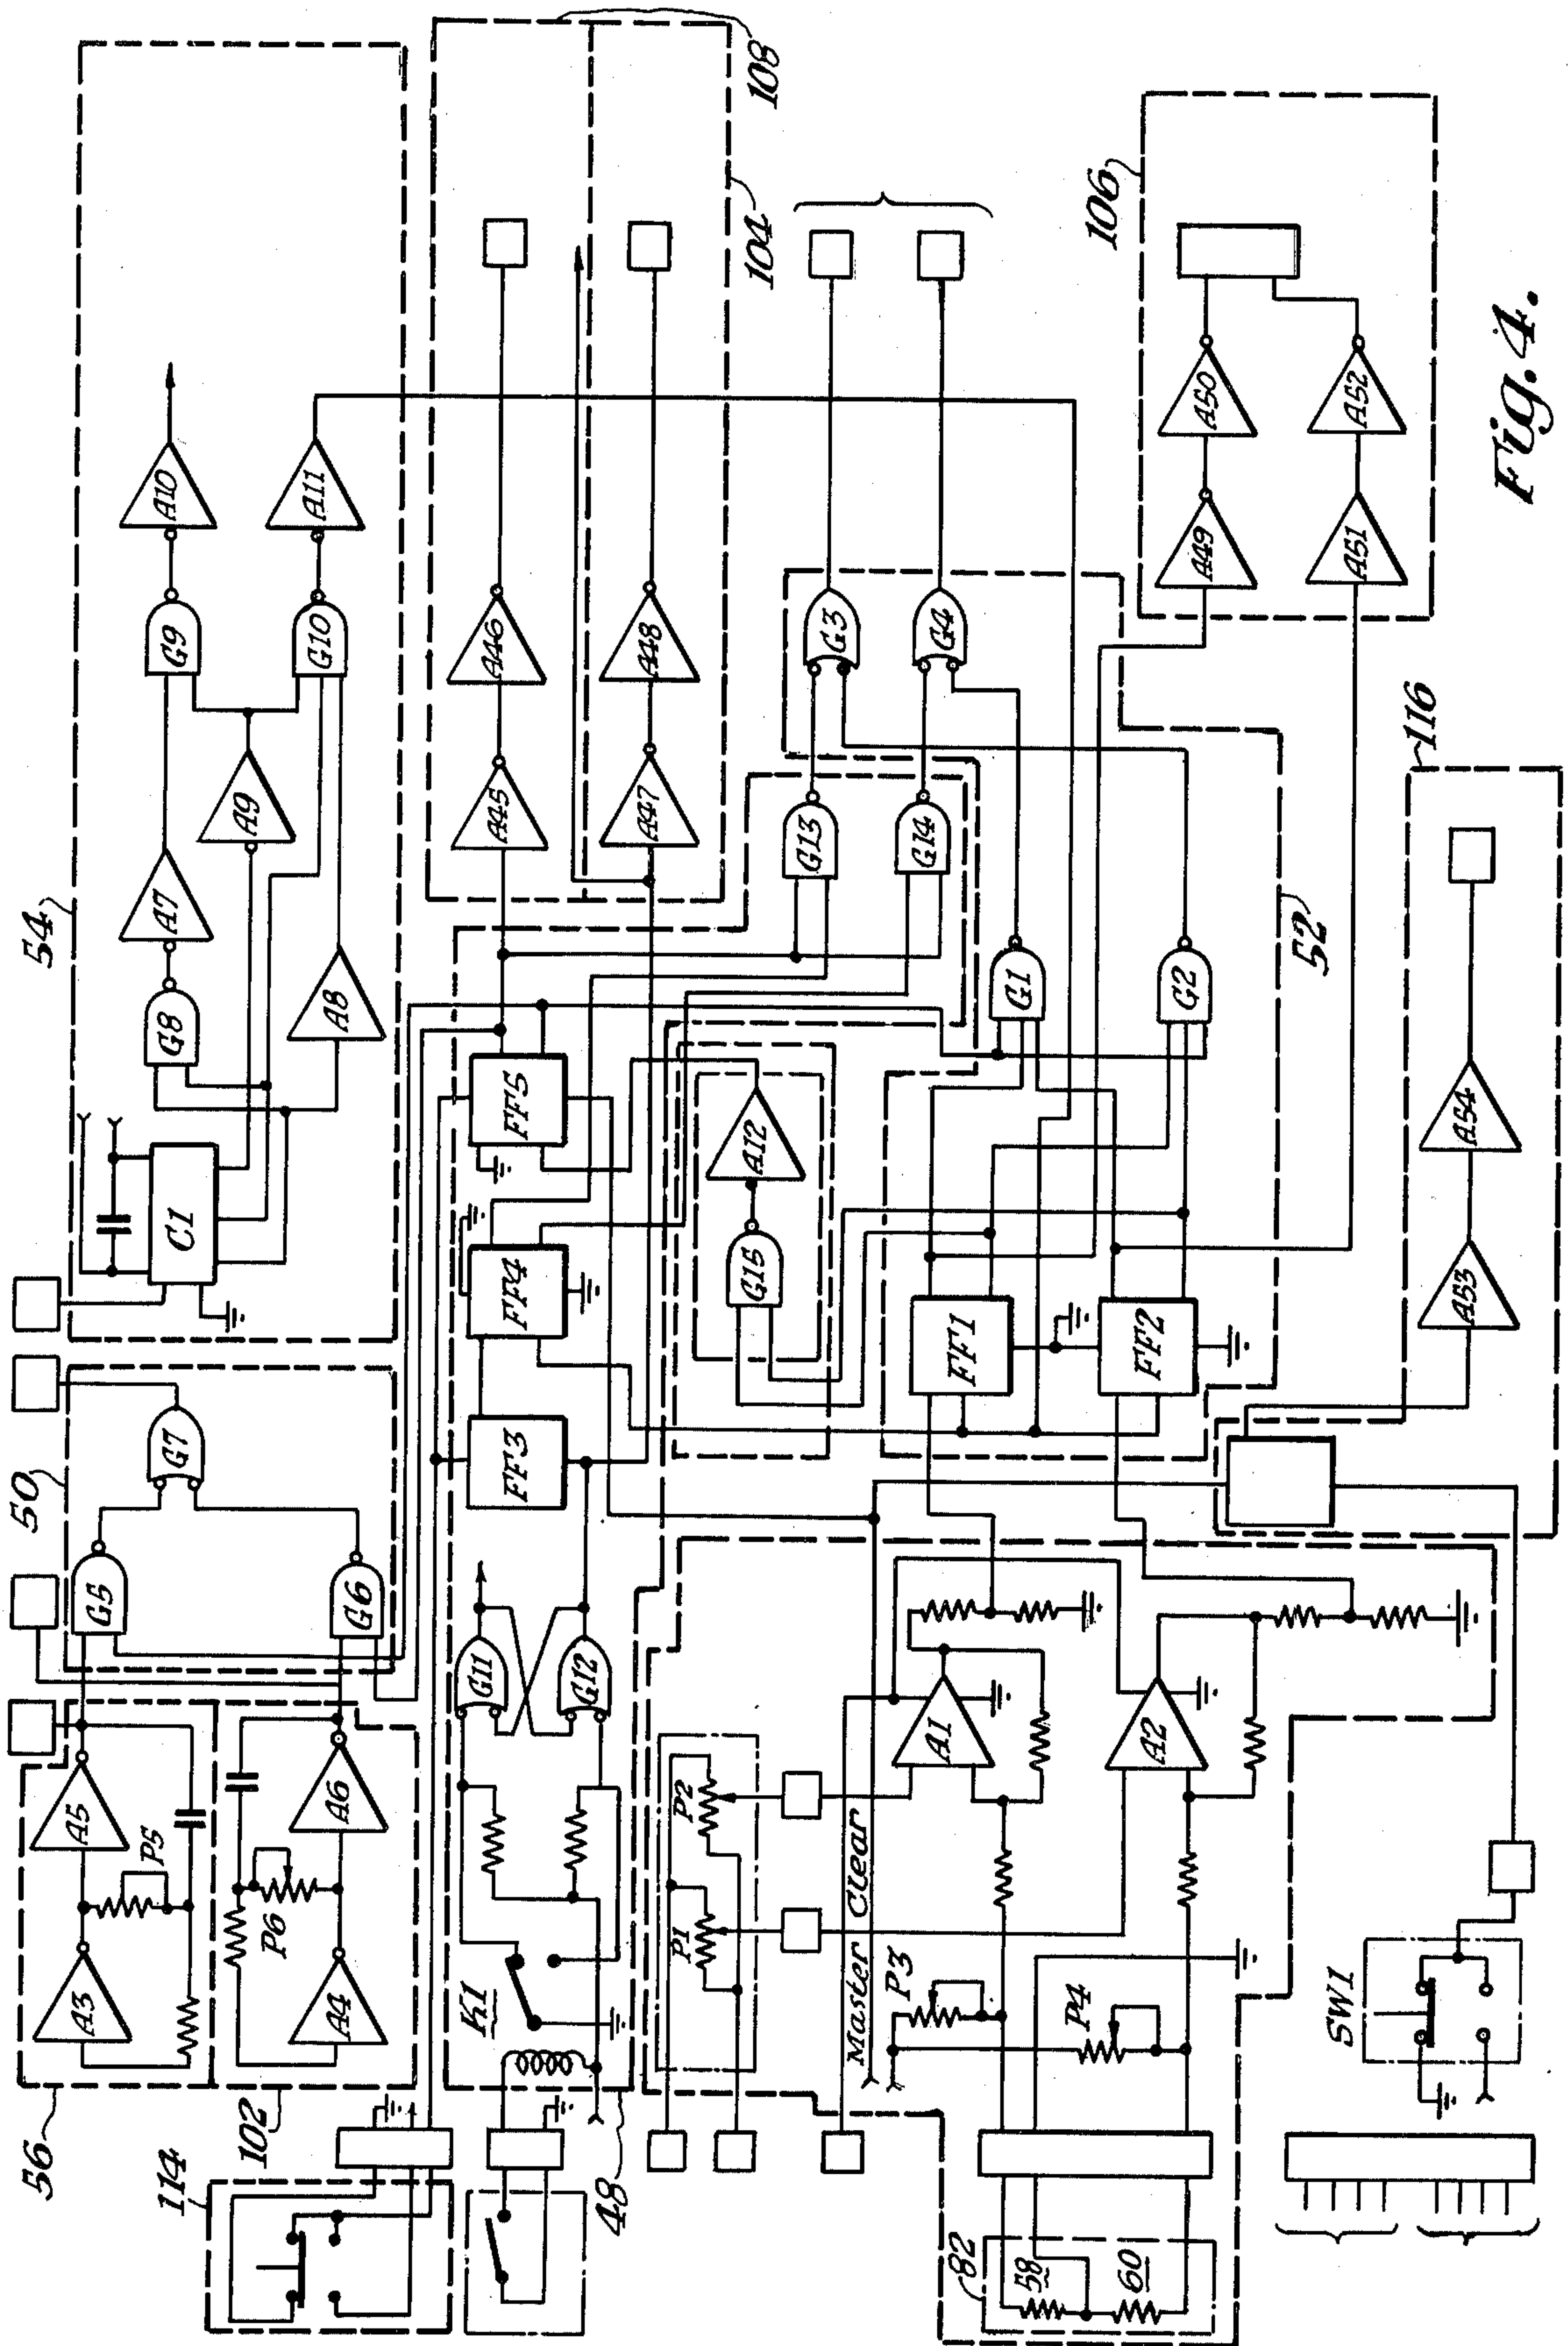 54
A10
A11
G9
G10
A7
A9
G8
A8
C1
50
G7
G5
G6
56
A5
A3
P5
102
A6
P6
A4
114
108
104
A46
A48
A45
A47
FF5
FF4
FF3
G11
G12
K1
48
G3
G4
G13
G14
G1
G2
52
A12
G15
FF1
FF2
106
A50
A52
A49
A51
116
A54
A53
P2
P1
A1
A2
Master Clear
P3
P4
82
58
60
SW1
Fig. 4.